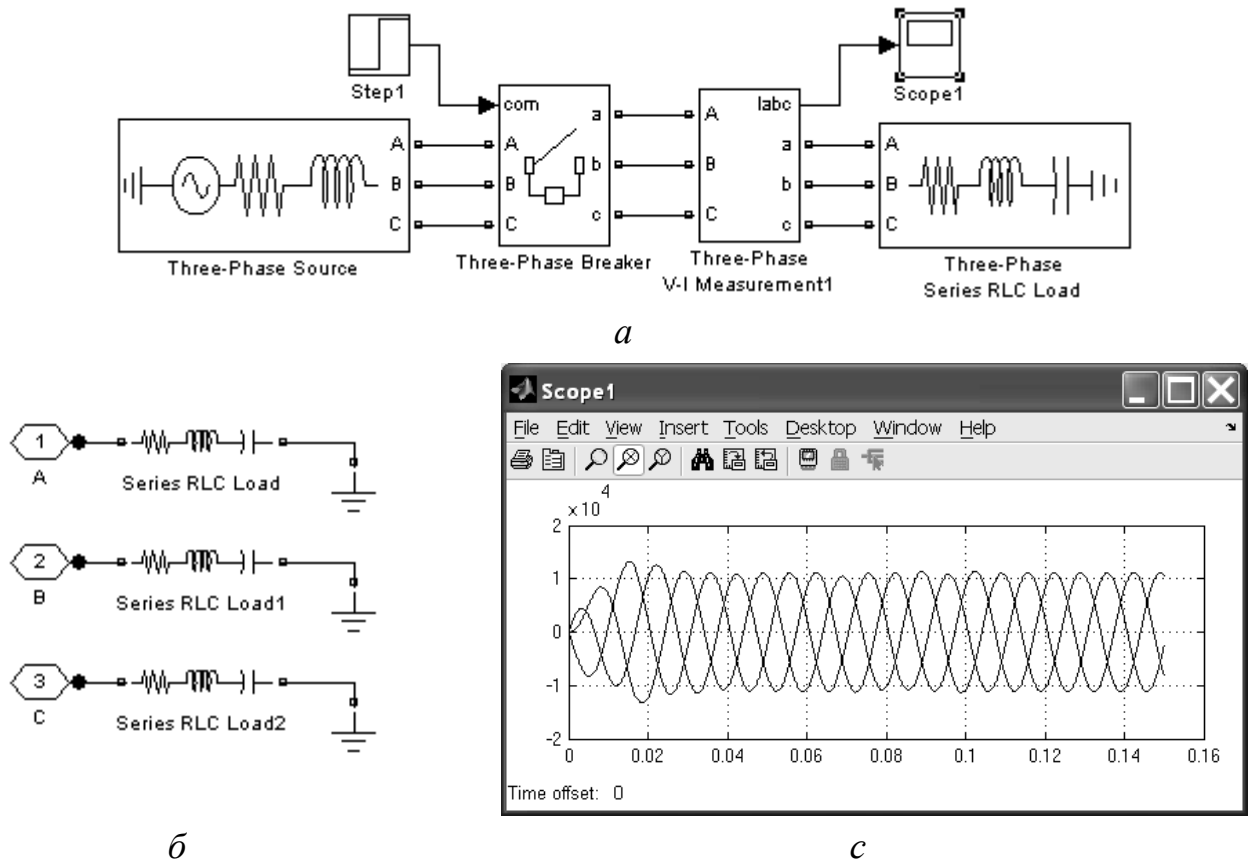 Step1
Scope1
com
A
B
C
a
b
c
A
B
C
Iabc
a
b
c
A
B
C
A
B
C
Three-Phase Source
Three-Phase Breaker
Three-Phase
V-I Measurement1
Three-Phase
Series RLC Load
а
1
A
Series RLC Load
2
B
Series RLC Load1
3
C
Series RLC Load2
б
Scope1
File Edit View Insert Tools Desktop Window Help
×10 4
2
1
0
-1
-2
0 0.02 0.04 0.06 0.08 0.1 0.12 0.14 0.16
Time offset: 0
с